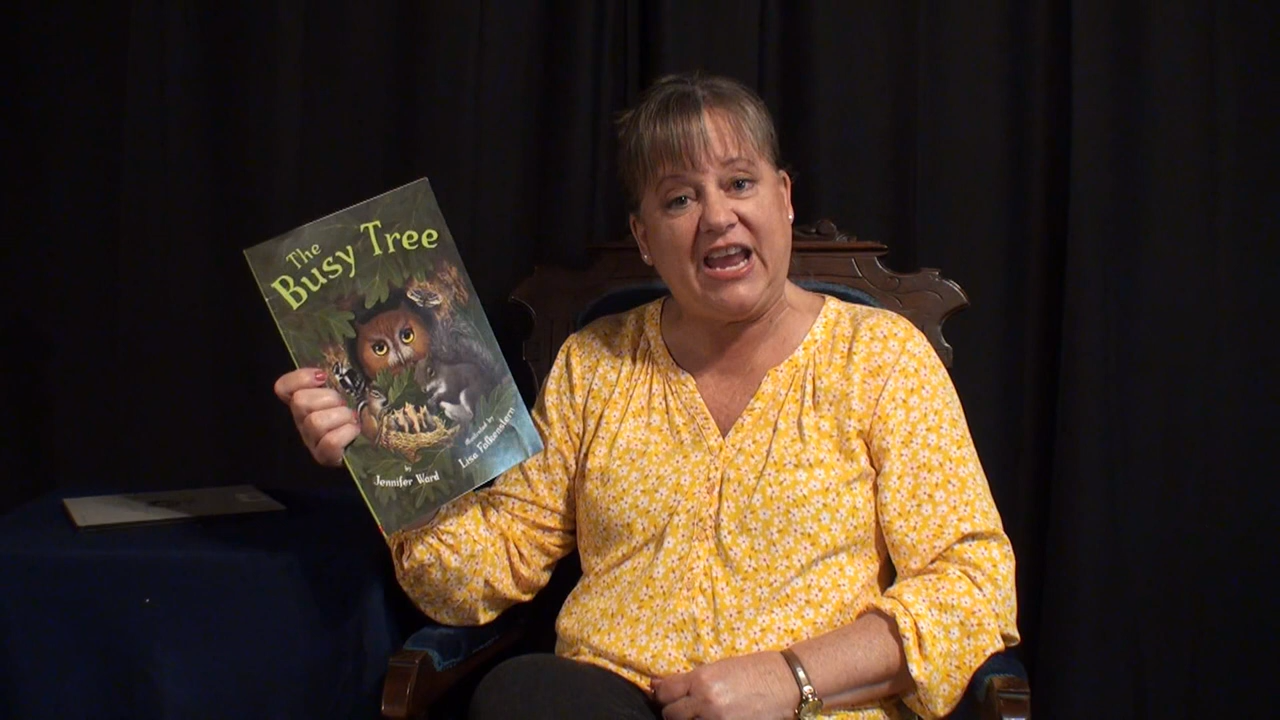 The
Busy Tree
by
Jennifer Ward
illustrated by
Lisa Falkenstern